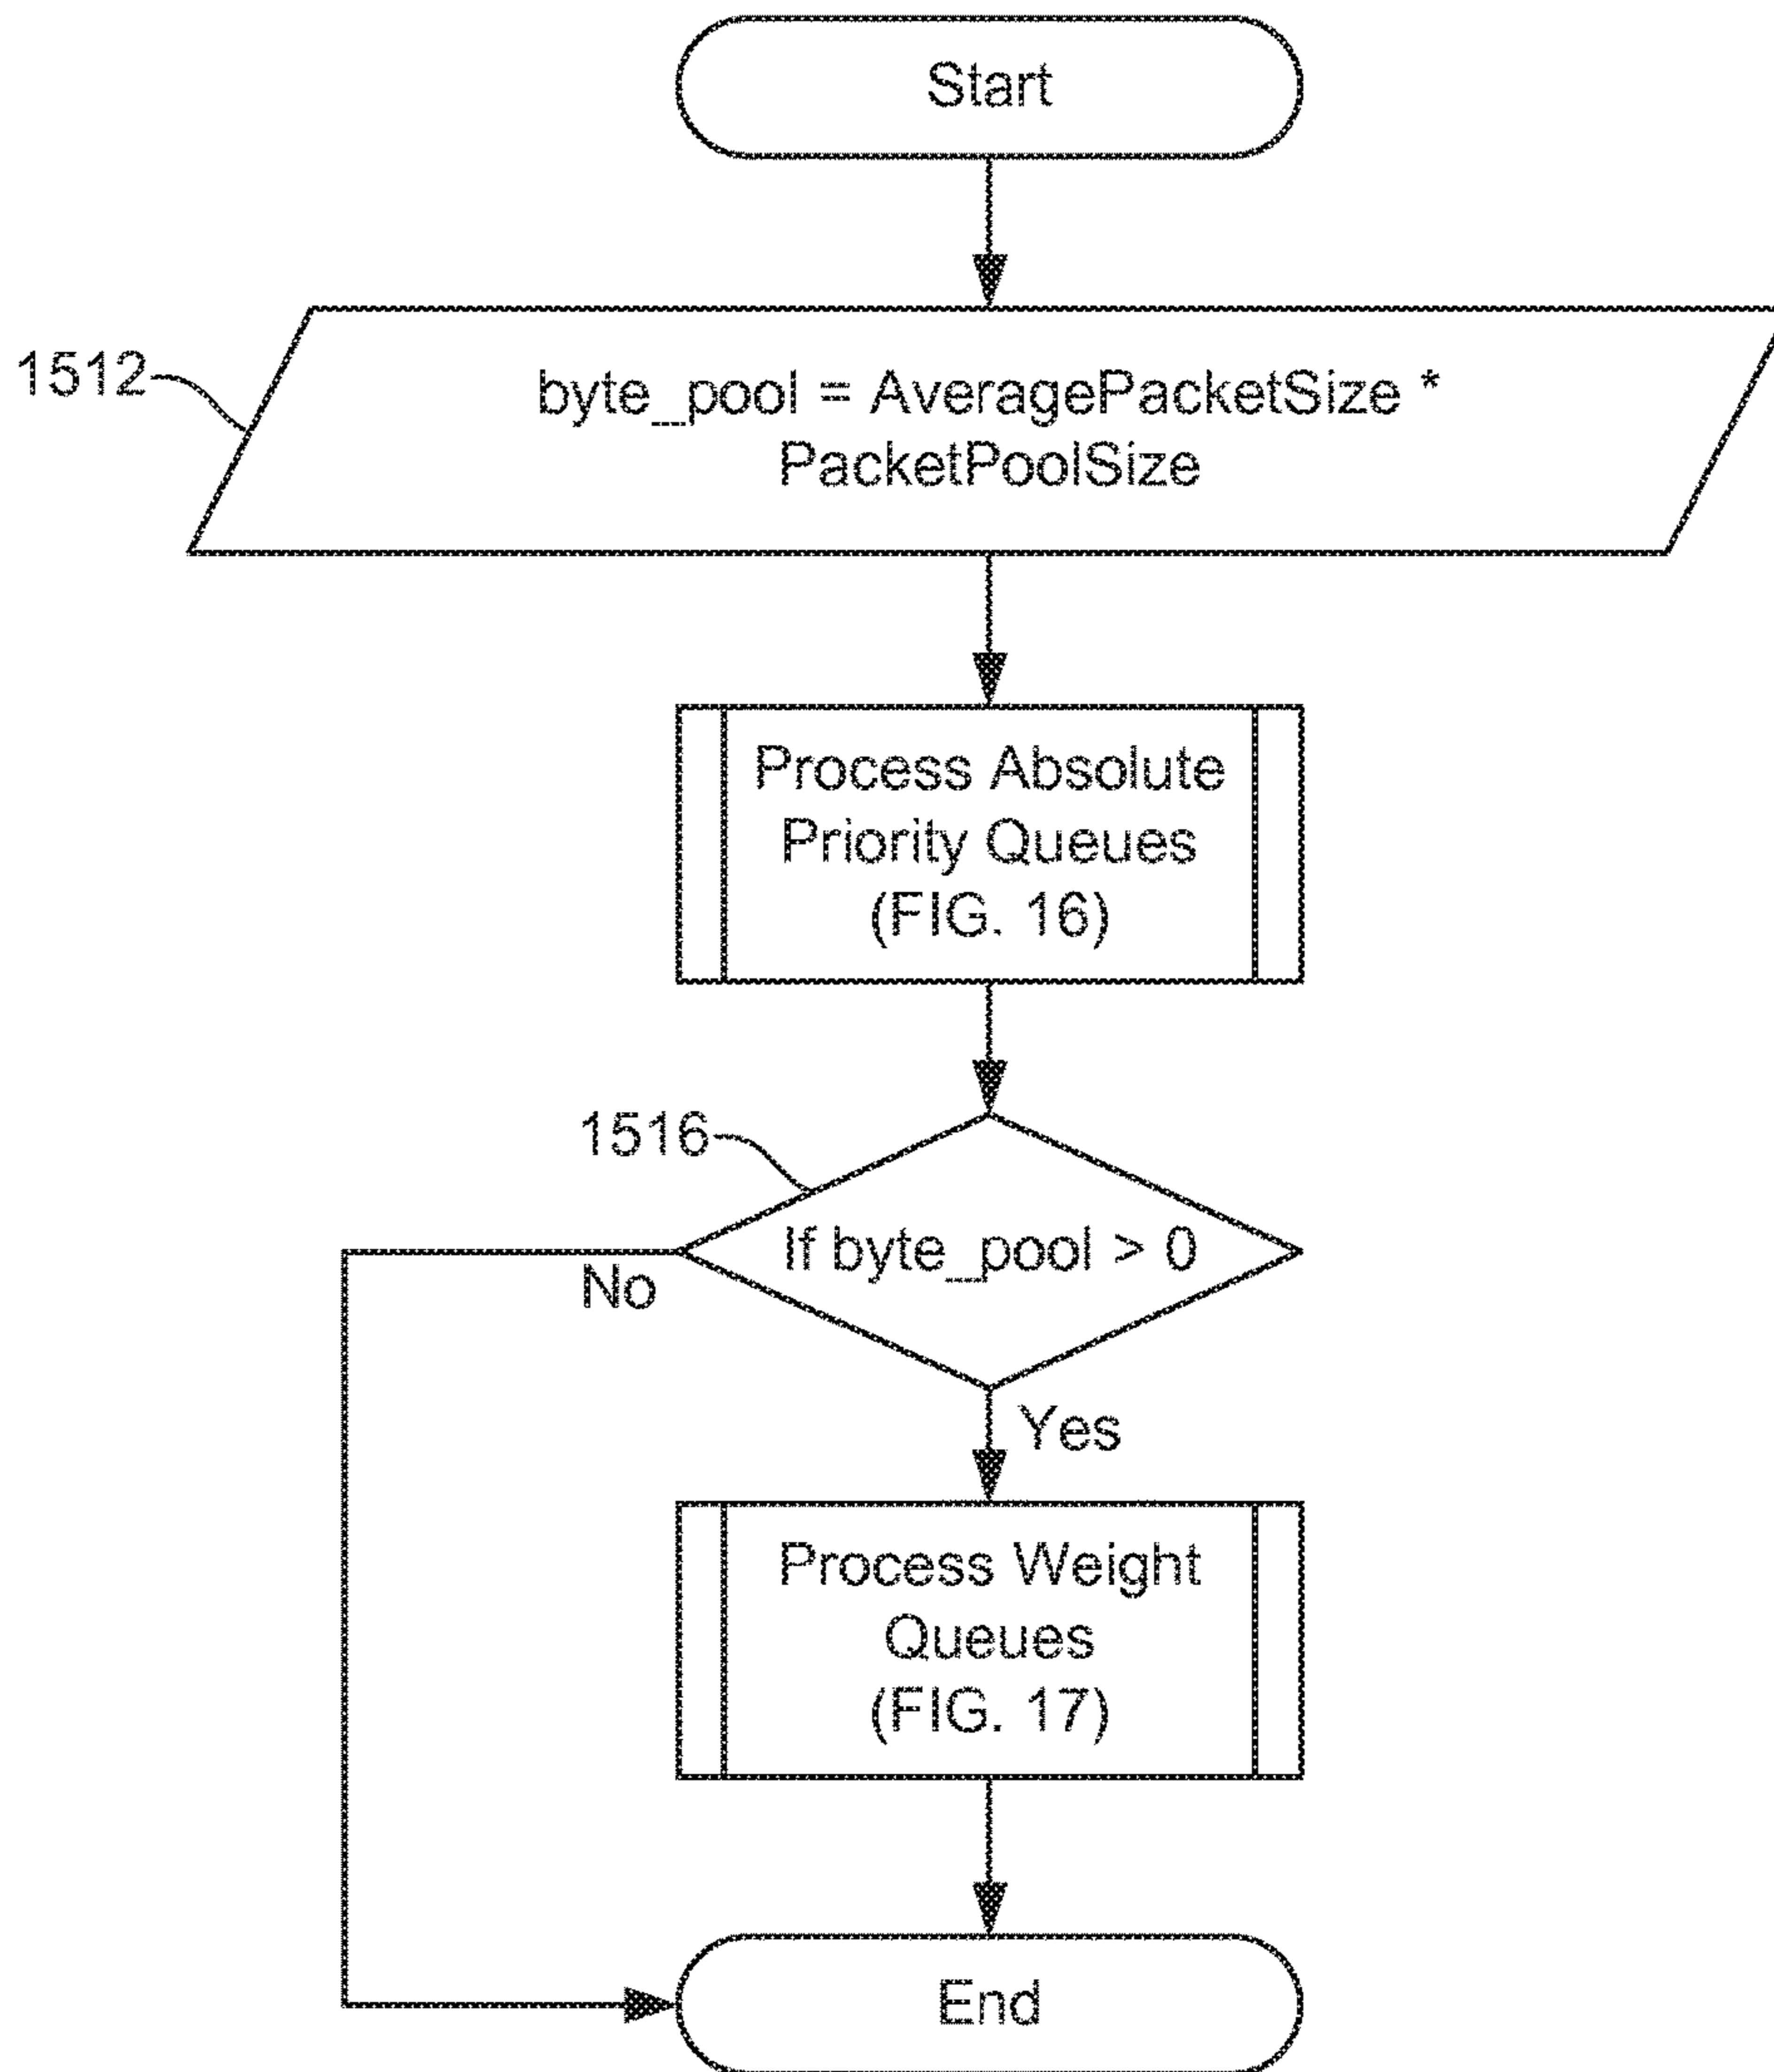 Start
1512
byte_pool = AveragePacketSize *
PacketPoolSize
Process Absolute
Priority Queues
(FIG. 16)
1516
If byte_pool > 0
No
Yes
Process Weight
Queues
(FIG. 17)
End